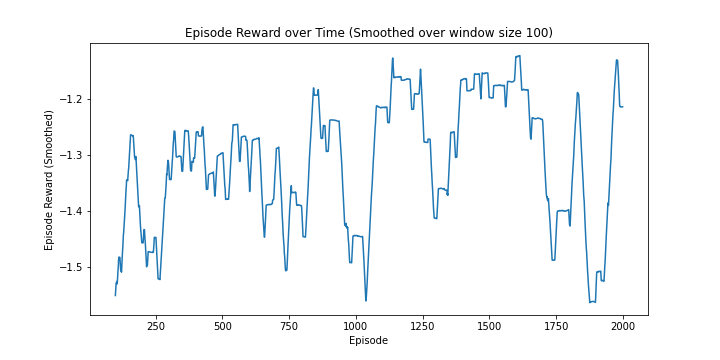 Episode Reward over Time (Smoothed over window size 100)
Episode Reward (Smoothed)
−1.2
−1.3
−1.4
−1.5
250 500 750 1000 1250 1500 1750 2000
Episode